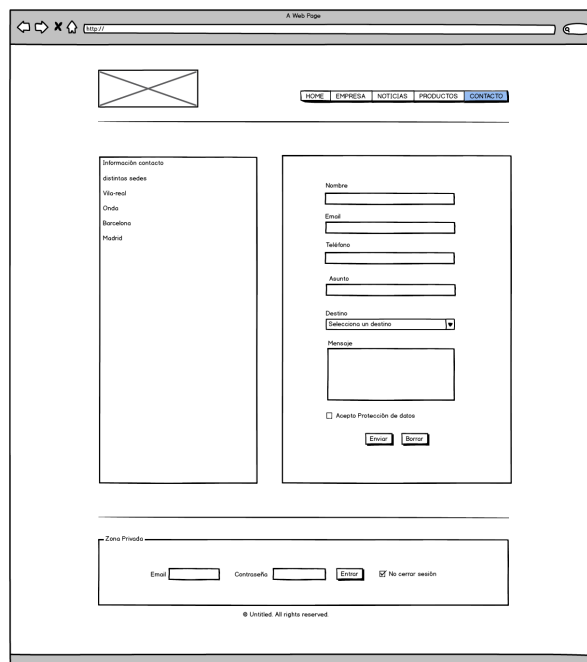 A Web Page
http://
HOME EMPRESA NOTICIAS PRODUCTOS CONTACTO
Información contacto
distintas sedes
Vila-real
Onda
Barcelona
Madrid
Nombre
Email
Teléfono
Asunto
Destino
Selecciona un destino
Mensaje
Acepto Protección de datos
Enviar Borrar
Zona Privada
Email Contraseña Entrar No cerrar sesión
© Untitled. All rights reserved.